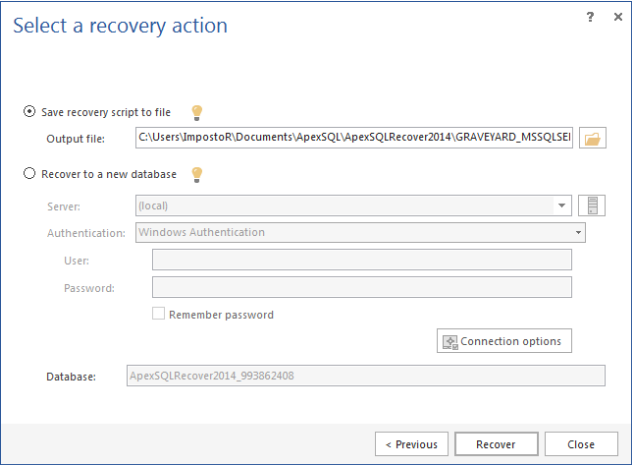 Select a recovery action
? ×
Save recovery script to file
Output file: C:\Users\ImpostoR\Documents\ApexSQL\ApexSQLRecover2014\GRAVEYARD_MSSQLSE
Recover to a new database
Server: (local)
Authentication: Windows Authentication
User:
Password:
Remember password
Connection options
Database: ApexSQLRecover2014_993862408
< Previous Recover Close